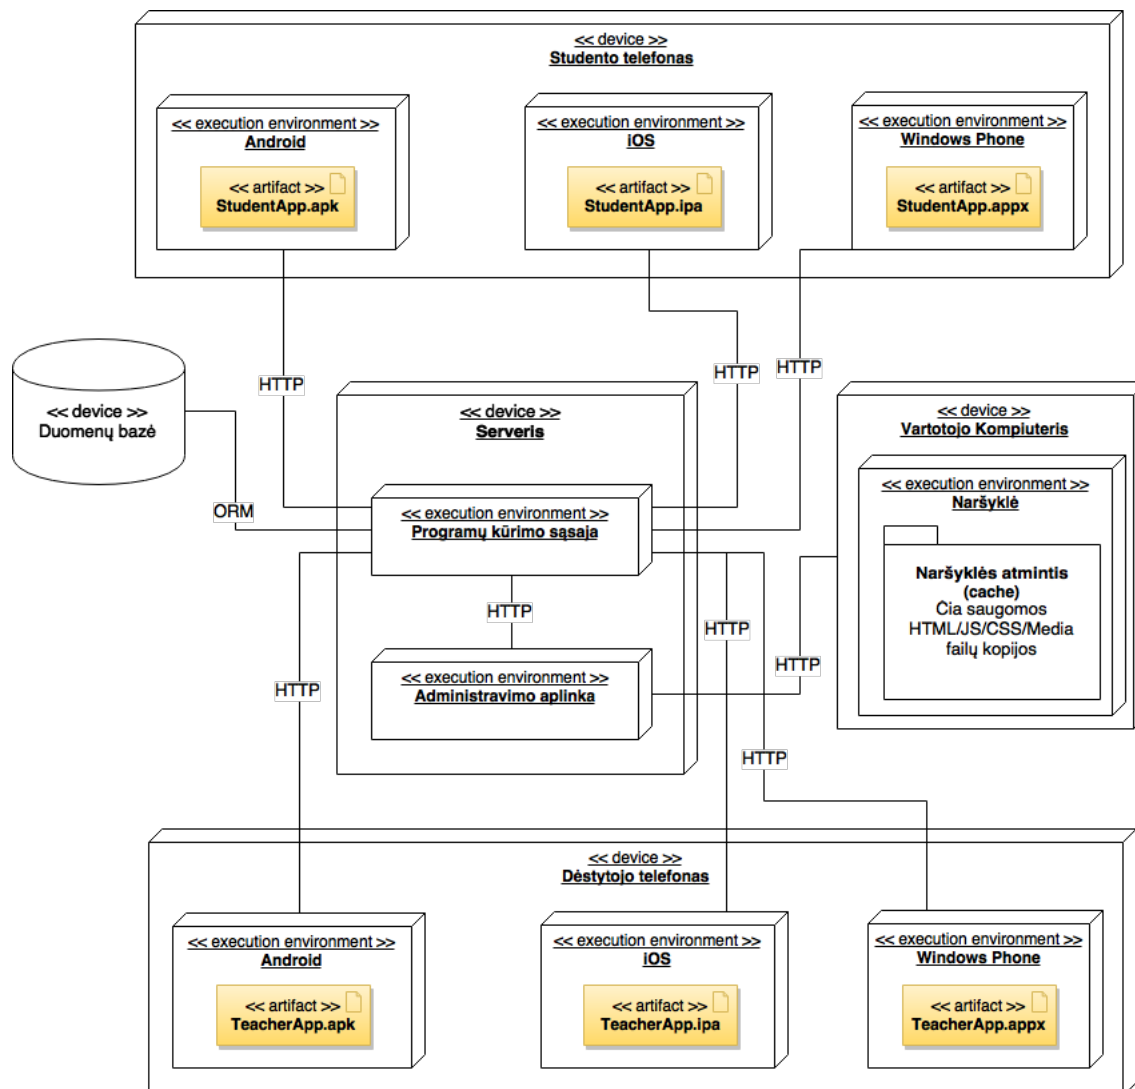 << device >>
Studento telefonas
<< execution environment >>
Android
<< artifact >>
StudentApp.apk
<< execution environment >>
iOS
<< artifact >>
StudentApp.ipa
<< execution environment >>
Windows Phone
<< artifact >>
StudentApp.appx
HTTP
HTTP
HTTP
<< device >>
Duomenų bazė
ORM
<< device >>
Serveris
<< execution environment >>
Programų kūrimo sąsaja
HTTP
<< execution environment >>
Administravimo aplinka
<< device >>
Vartotojo Kompiuteris
<< execution environment >>
Naršyklė
Naršyklės atmintis
(cache)
Čia saugomos
HTML/JS/CSS/Media
failų kopijos
HTTP
HTTP
HTTP
HTTP
<< device >>
Dėstytojo telefonas
<< execution environment >>
Android
<< artifact >>
TeacherApp.apk
<< execution environment >>
iOS
<< artifact >>
TeacherApp.ipa
<< execution environment >>
Windows Phone
<< artifact >>
TeacherApp.appx